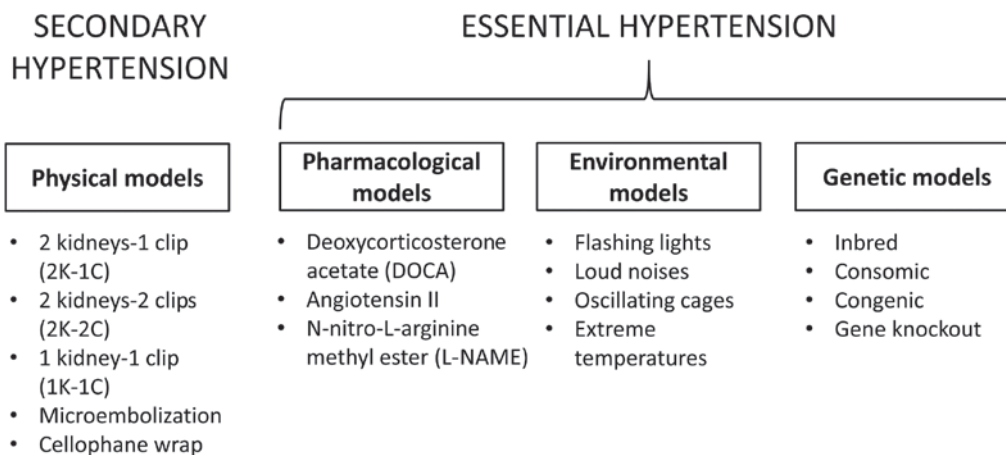 SECONDARY
HYPERTENSION
ESSENTIAL HYPERTENSION
Physical models
• 2 kidneys-1 clip
(2K-1C)
• 2 kidneys-2 clips
(2K-2C)
• 1 kidney-1 clip
(1K-1C)
• Microembolization
• Cellophane wrap
Pharmacological
models
• Deoxycorticosterone
acetate (DOCA)
• Angiotensin II
• N-nitro-L-arginine
methyl ester (L-NAME)
Environmental
models
• Flashing lights
• Loud noises
• Oscillating cages
• Extreme
temperatures
Genetic models
• Inbred
• Consomic
• Congenic
• Gene knockout